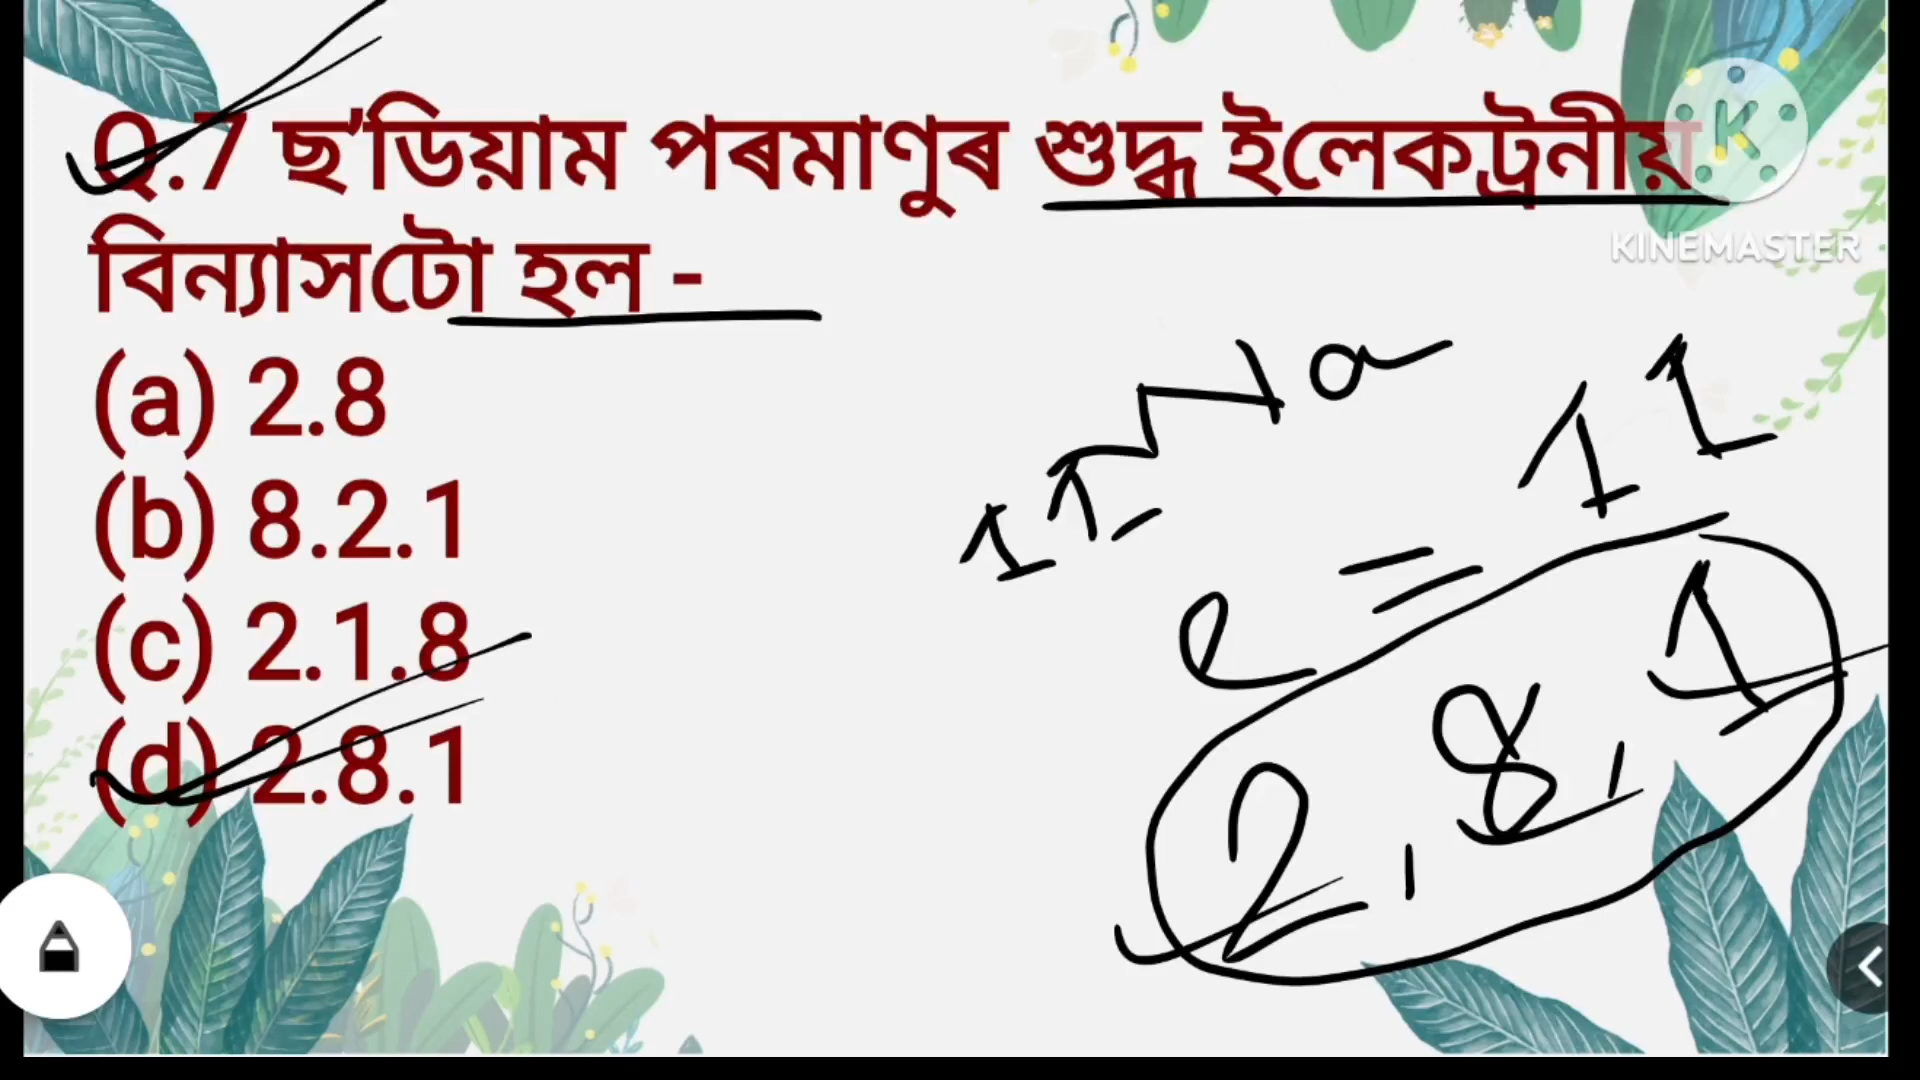 Q.7 ছ'ডিয়াম পৰমাণুৰ শুদ্ধ ইলেকট্ৰনীয়
বিন্যাসটো হল -
(a) 2.8
(b) 8.2.1
(c) 2.1.8
(d) 2.8.1
11Na
e = 11
2, 8, 1
K
KINEMASTER